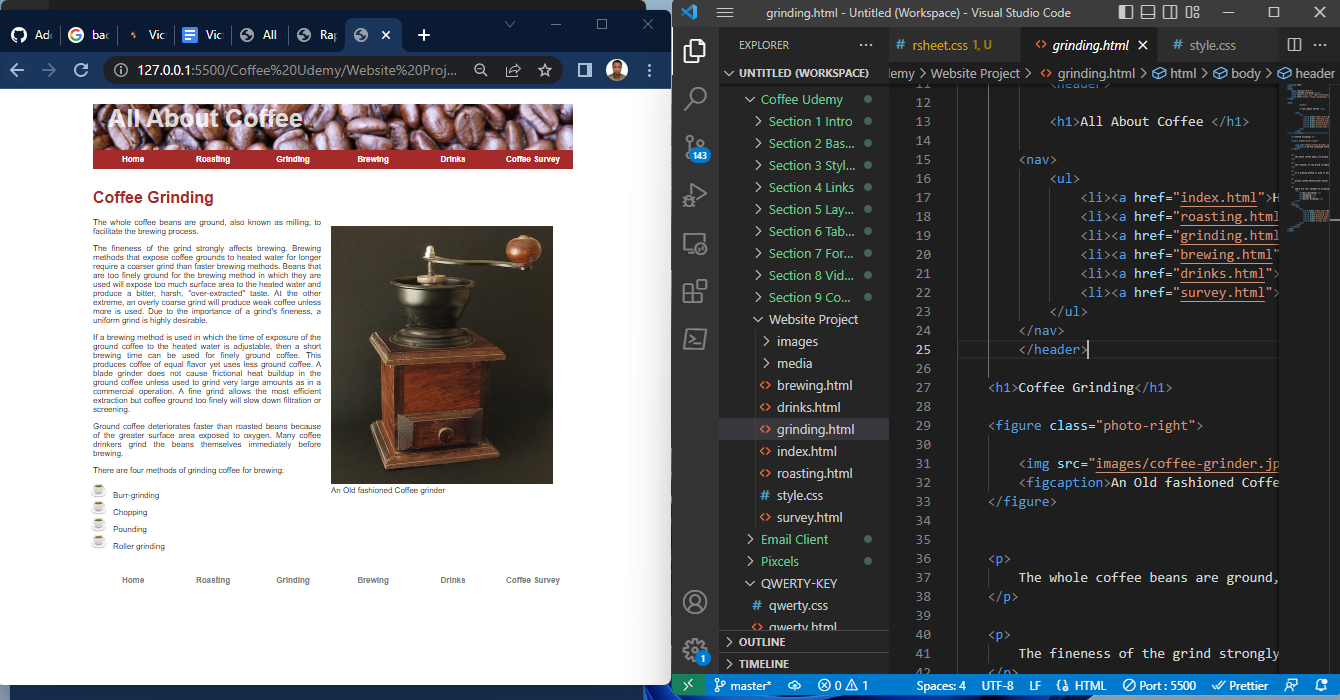 Ad
bac
Vic
Vic
All
Rap
127.0.0.1:5500/Coffee%20Udemy/Website%20Proj...
All About Coffee
Home Roasting Grinding Brewing Drinks Coffee Survey
Coffee Grinding
The whole coffee beans are ground, also known as milling, to
facilitate the brewing process.
The fineness of the grind strongly affects brewing. Brewing
methods that expose coffee grounds to heated water for longer
require a coarser grind than faster brewing methods. Beans that
are too finely ground for the brewing method in which they are
used will expose too much surface area to the heated water and
produce a bitter, harsh, "over-extracted" taste. At the other
extreme, an overly coarse grind will produce weak coffee unless
more is used. Due to the importance of a grind's fineness, a
uniform grind is highly desirable.
If a brewing method is used in which the time of exposure of the
ground coffee to the heated water is adjustable, then a short
brewing time can be used for finely ground coffee. This
produces coffee of equal flavor yet uses less ground coffee. A
blade grinder does not cause frictional heat buildup in the
ground coffee unless used to grind very large amounts as in a
commercial operation. A fine grind allows the most efficient
extraction but coffee ground too finely will slow down filtration or
screening.
Ground coffee deteriorates faster than roasted beans because
of the greater surface area exposed to oxygen. Many coffee
drinkers grind the beans themselves immediately before
brewing.
There are four methods of grinding coffee for brewing:
Burr-grinding
Chopping
Pounding
Roller grinding
An Old fashioned Coffee grinder
Home Roasting Grinding Brewing Drinks Coffee Survey
grinding.html - Untitled (Workspace) - Visual Studio Code
EXPLORER
rsheet.css 1, U grinding.html style.css
UNTITLED (WORKSPACE)
demy > Website Project > grinding.html > html > body > header
Coffee Udemy
Section 1 Intro
Section 2 Bas...
Section 3 Styl...
Section 4 Links
Section 5 Lay...
Section 6 Tab...
Section 7 For...
Section 8 Vid...
Section 9 Co...
Website Project
images
media
brewing.html
drinks.html
grinding.html
index.html
roasting.html
style.css
survey.html
Email Client
Pixcels
QWERTY-KEY
qwerty.css
qwerty.html
OUTLINE
TIMELINE
143
1
11 <header>
12
13 <h1>All About Coffee </h1>
14
15 <nav>
16 <ul>
17 <li><a href="index.html">H
18 <li><a href="roasting.html
19 <li><a href="grinding.html
20 <li><a href="brewing.html"
21 <li><a href="drinks.html">
22 <li><a href="survey.html">
23 </ul>
24 </nav>
25 </header>
26
27 <h1>Coffee Grinding</h1>
28
29 <figure class="photo-right">
30
31 <img src="images/coffee-grinder.jp
32 <figcaption>An Old fashioned Coffe
33 </figure>
34
35
36 <p>
37 The whole coffee beans are ground,
38 </p>
39
40 <p>
41 The fineness of the grind strongly
42 </p>
master* 0 1 Spaces: 4 UTF-8 LF HTML Port : 5500 Prettier